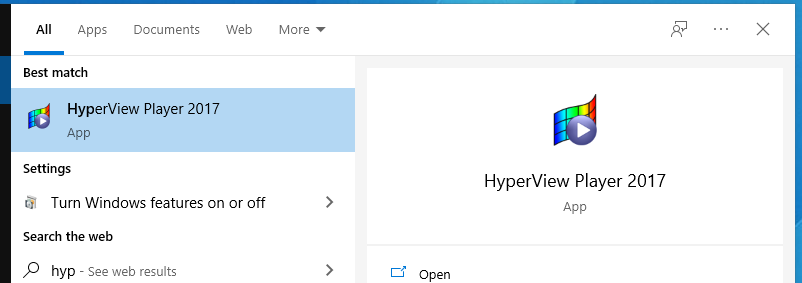 All Apps Documents Web More
Best match
HyperView Player 2017
App
Settings
Turn Windows features on or off
Search the web
hyp - See web results
HyperView Player 2017
App
Open